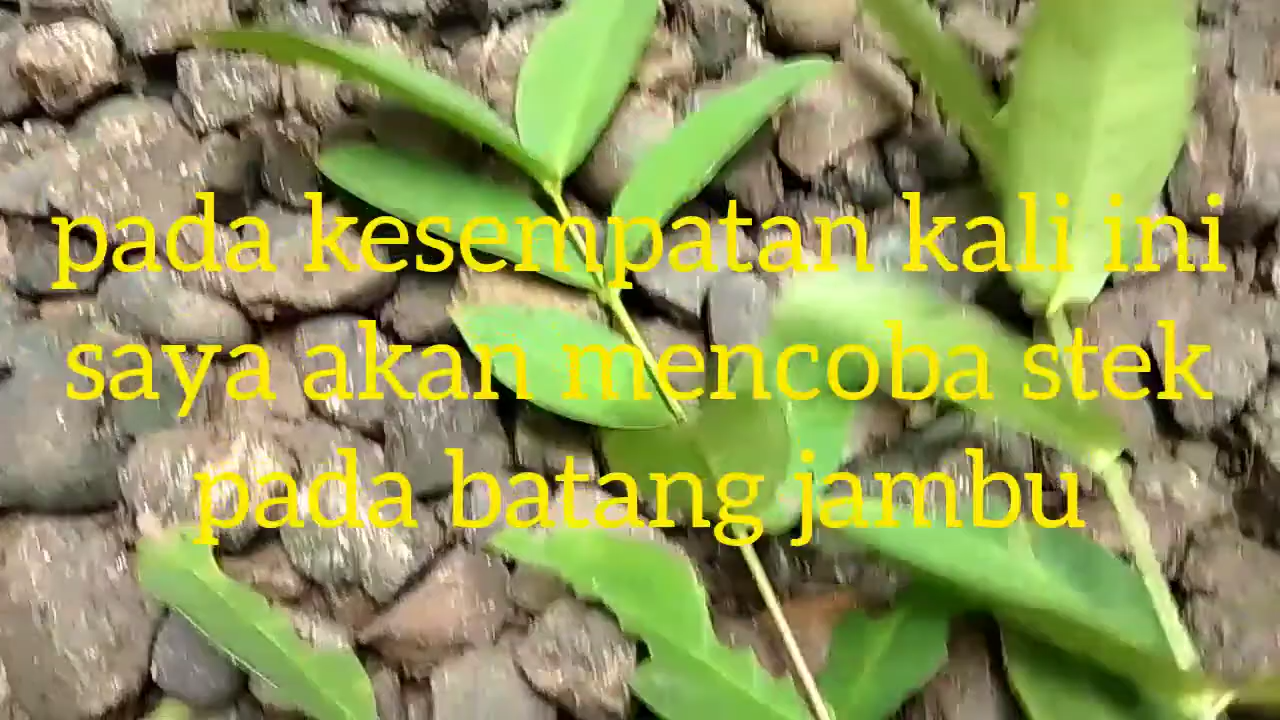 pada kesempatan kali ini
saya akan mencoba stek
pada batang jambu